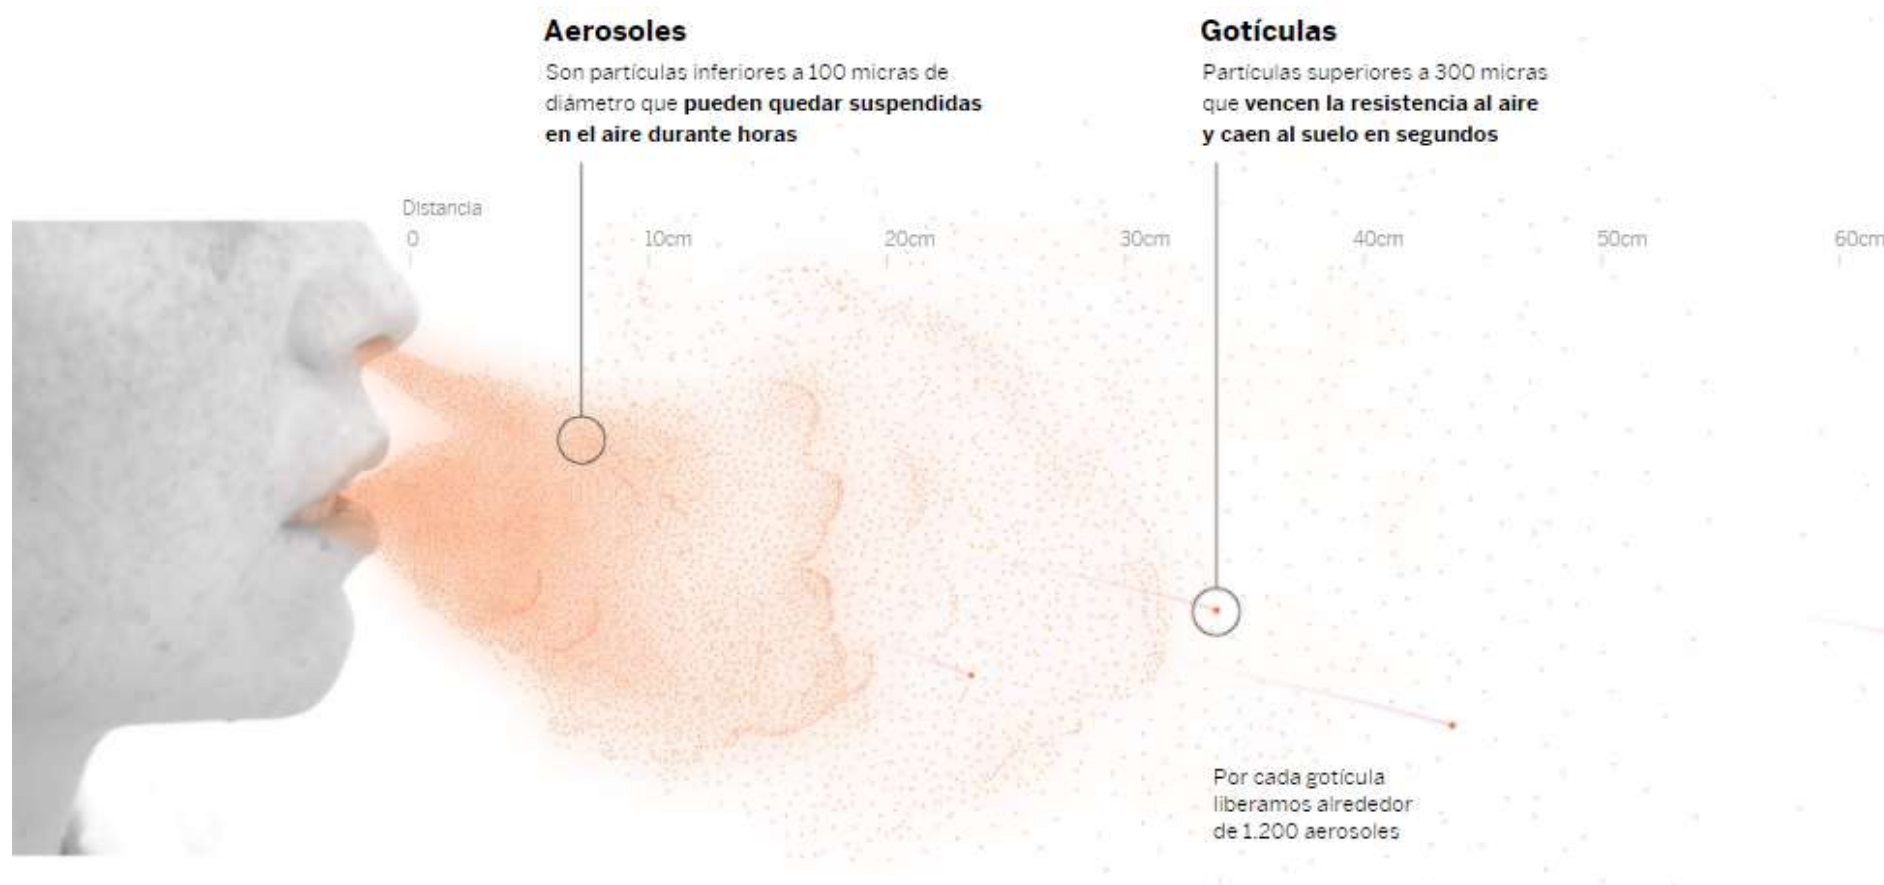 Aerosoles
Son partículas inferiores a 100 micras de
diámetro que pueden quedar suspendidas
en el aire durante horas
Gotículas
Partículas superiores a 300 micras
que vencen la resistencia al aire
y caen al suelo en segundos
Distancia
0
10cm
20cm
30cm
40cm
50cm
60cm
Por cada gotícula
liberamos alrededor
de 1.200 aerosoles